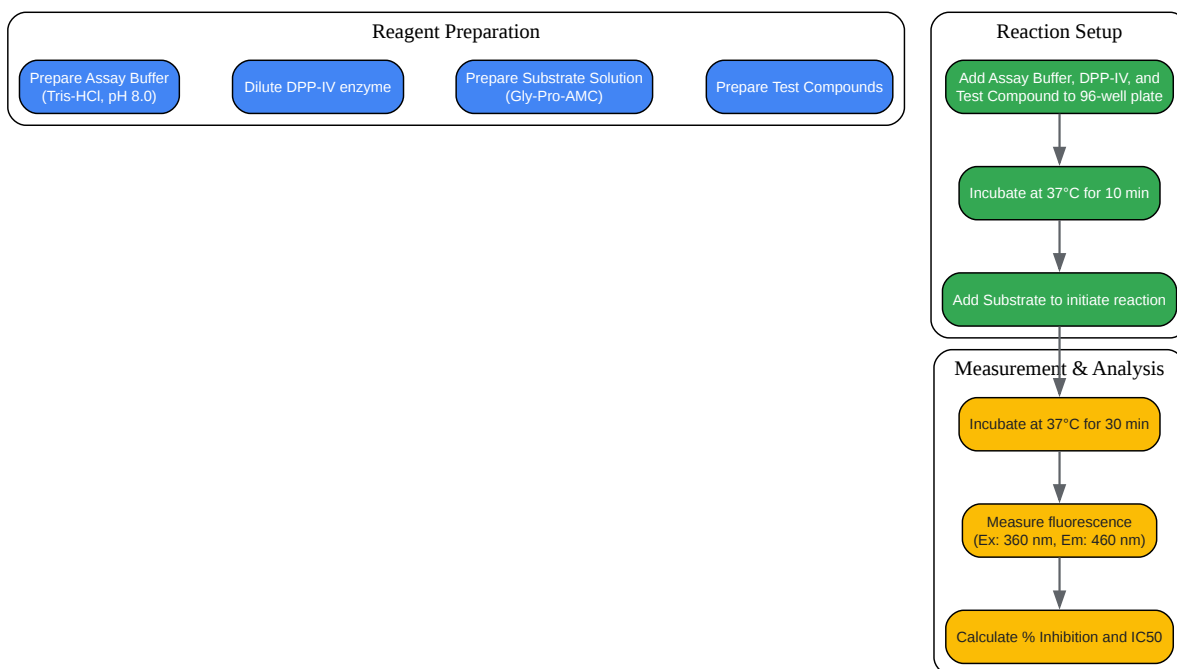 Reagent Preparation
Prepare Assay Buffer
(Tris-HCl, pH 8.0)
Dilute DPP-IV enzyme
Prepare Substrate Solution
(Gly-Pro-AMC)
Prepare Test Compounds
Reaction Setup
Add Assay Buffer, DPP-IV, and
Test Compound to 96-well plate
Incubate at 37°C for 10 min
Add Substrate to initiate reaction
Measurement & Analysis
Incubate at 37°C for 30 min
Measure fluorescence
(Ex: 360 nm, Em: 460 nm)
Calculate % Inhibition and IC50